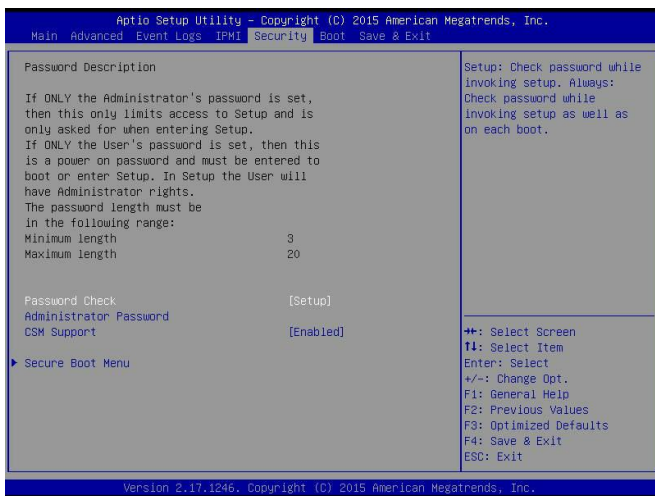 Aptio Setup Utility – Copyright (C) 2015 American Megatrends, Inc.
Main Advanced Event Logs IPMI Security Boot Save & Exit
Password Description
If ONLY the Administrator's password is set,
then this only limits access to Setup and is
only asked for when entering Setup.
If ONLY the User's password is set, then this
is a power on password and must be entered to
boot or enter Setup. In Setup the User will
have Administrator rights.
The password length must be
in the following range:
Minimum length 3
Maximum length 20
Password Check [Setup]
Administrator Password
CSM Support [Enabled]
► Secure Boot Menu
Setup: Check password while
invoking setup. Always:
Check password while
invoking setup as well as
on each boot.
→←: Select Screen
↑↓: Select Item
Enter: Select
+/-: Change Opt.
F1: General Help
F2: Previous Values
F3: Optimized Defaults
F4: Save & Exit
ESC: Exit
Version 2.17.1246. Copyright (C) 2015 American Megatrends, Inc.